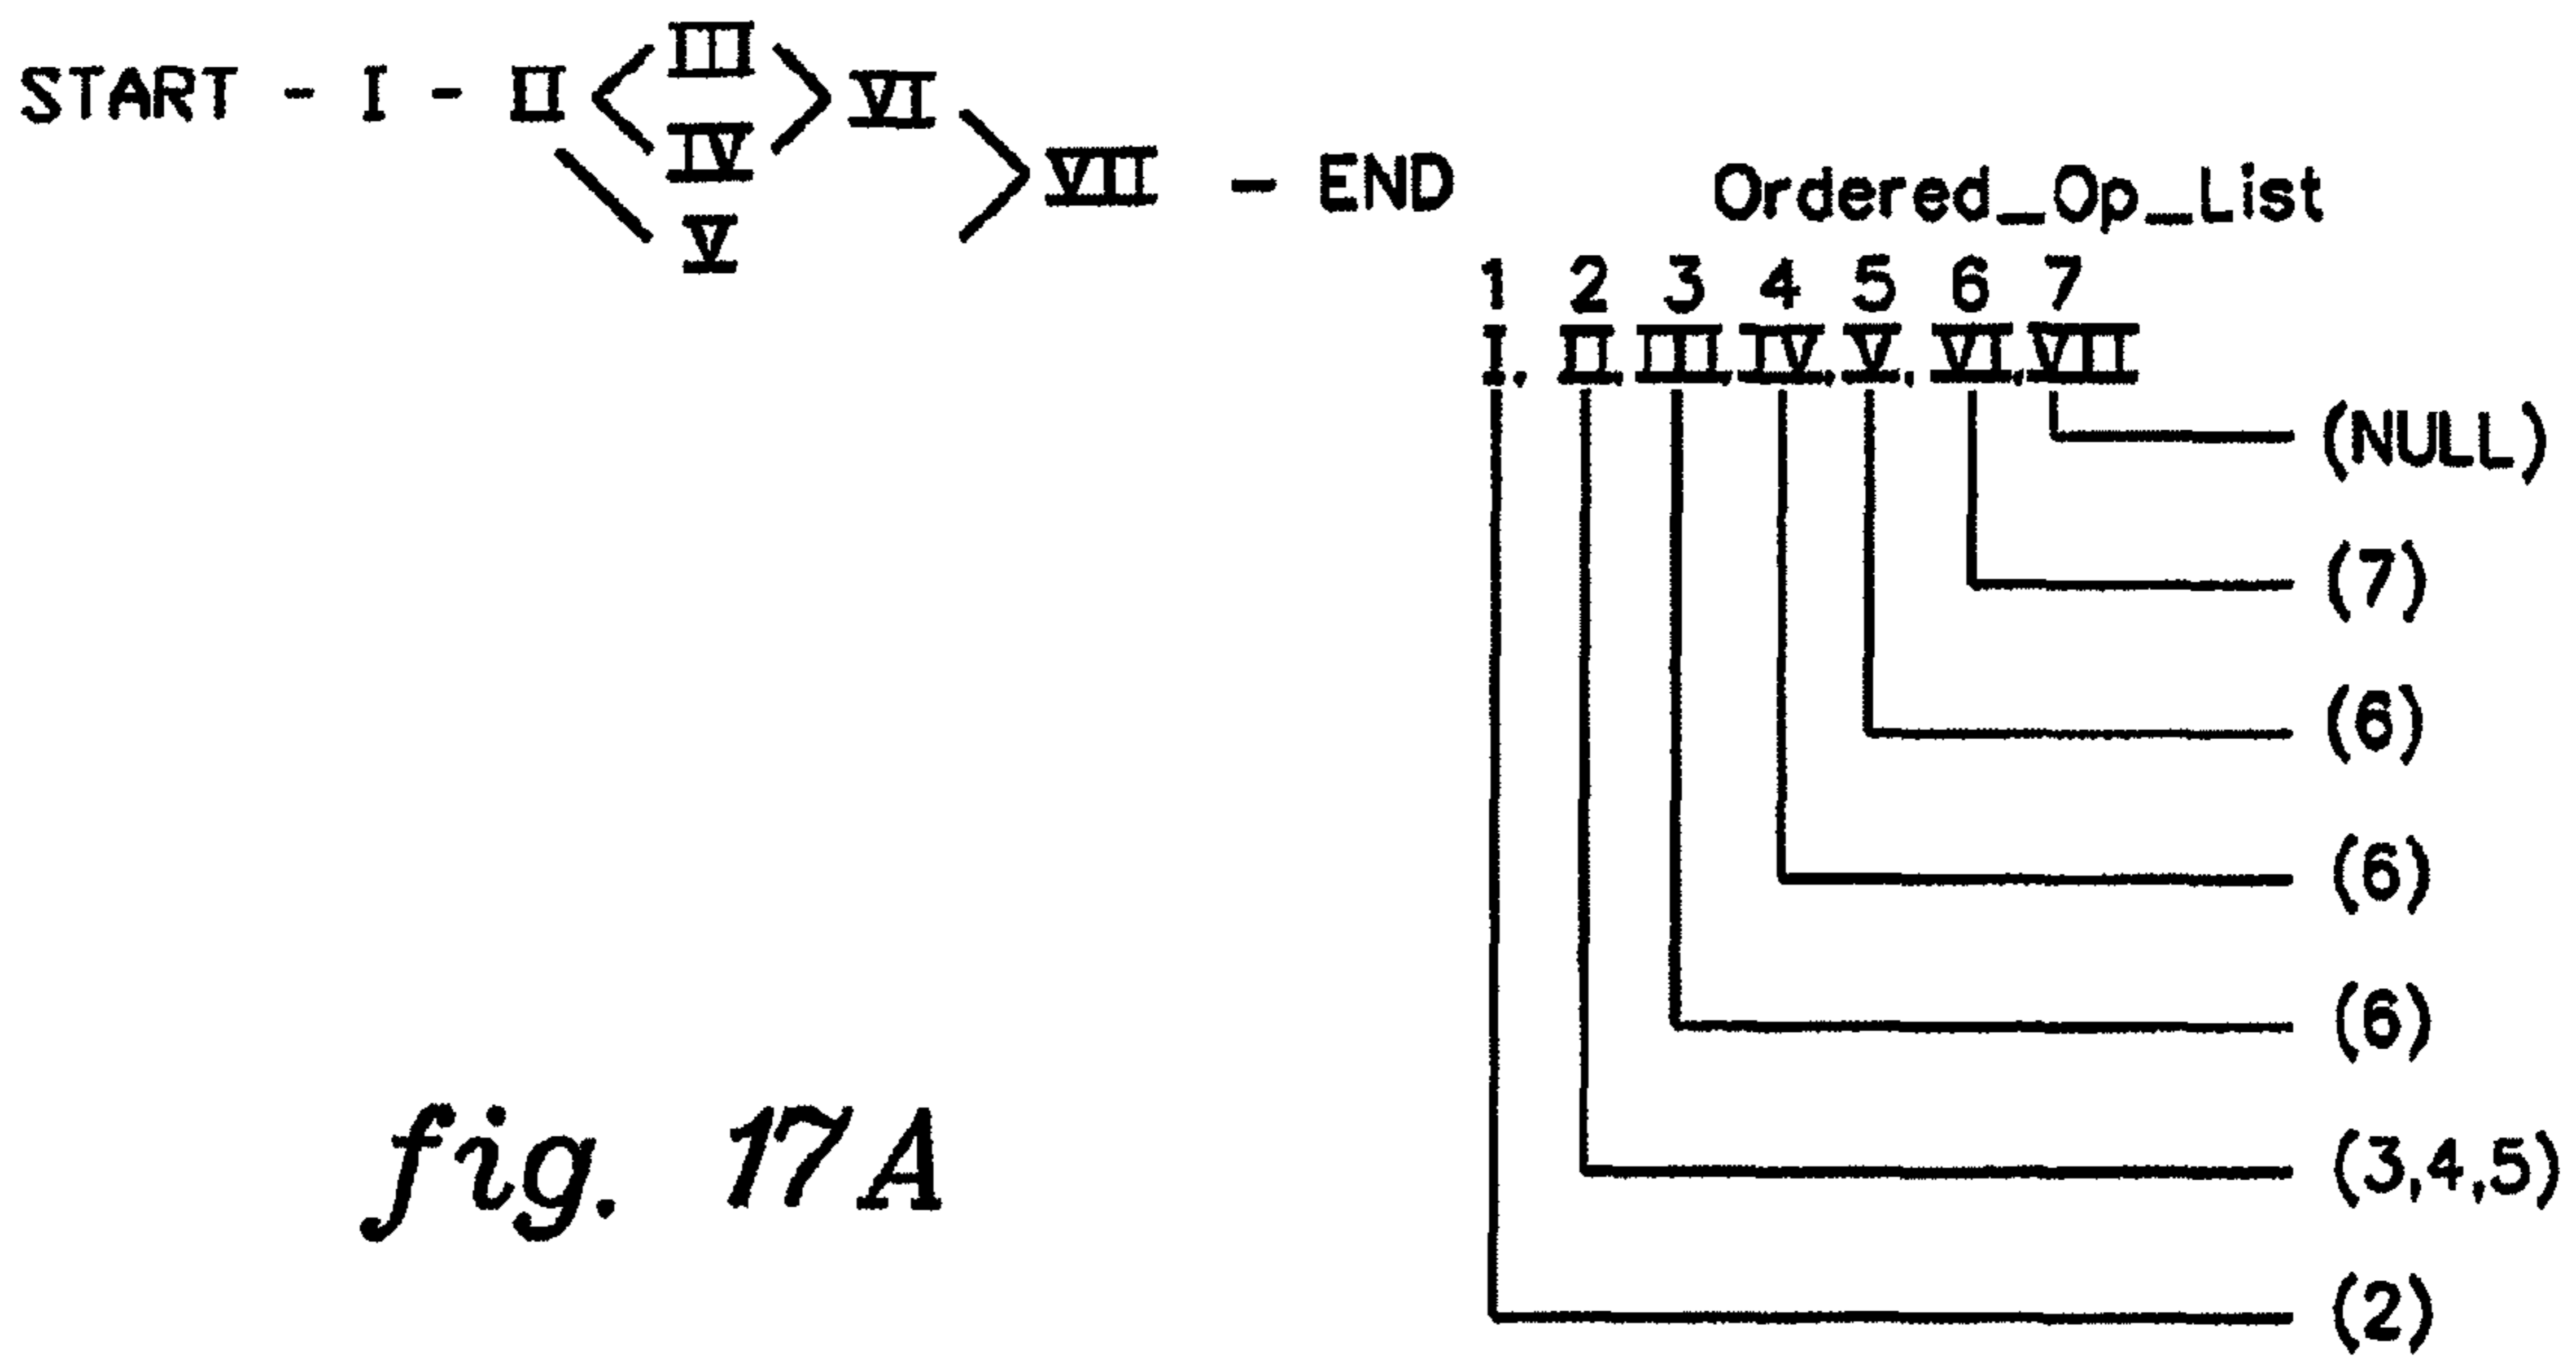 START - I - II
III
IV
V
VI
VII - END
Ordered_Op_List
1 2 3 4 5 6 7
I, II, III, IV, V, VI, VII
(NULL)
(7)
(6)
(6)
(6)
(3,4,5)
(2)
fig. 17A